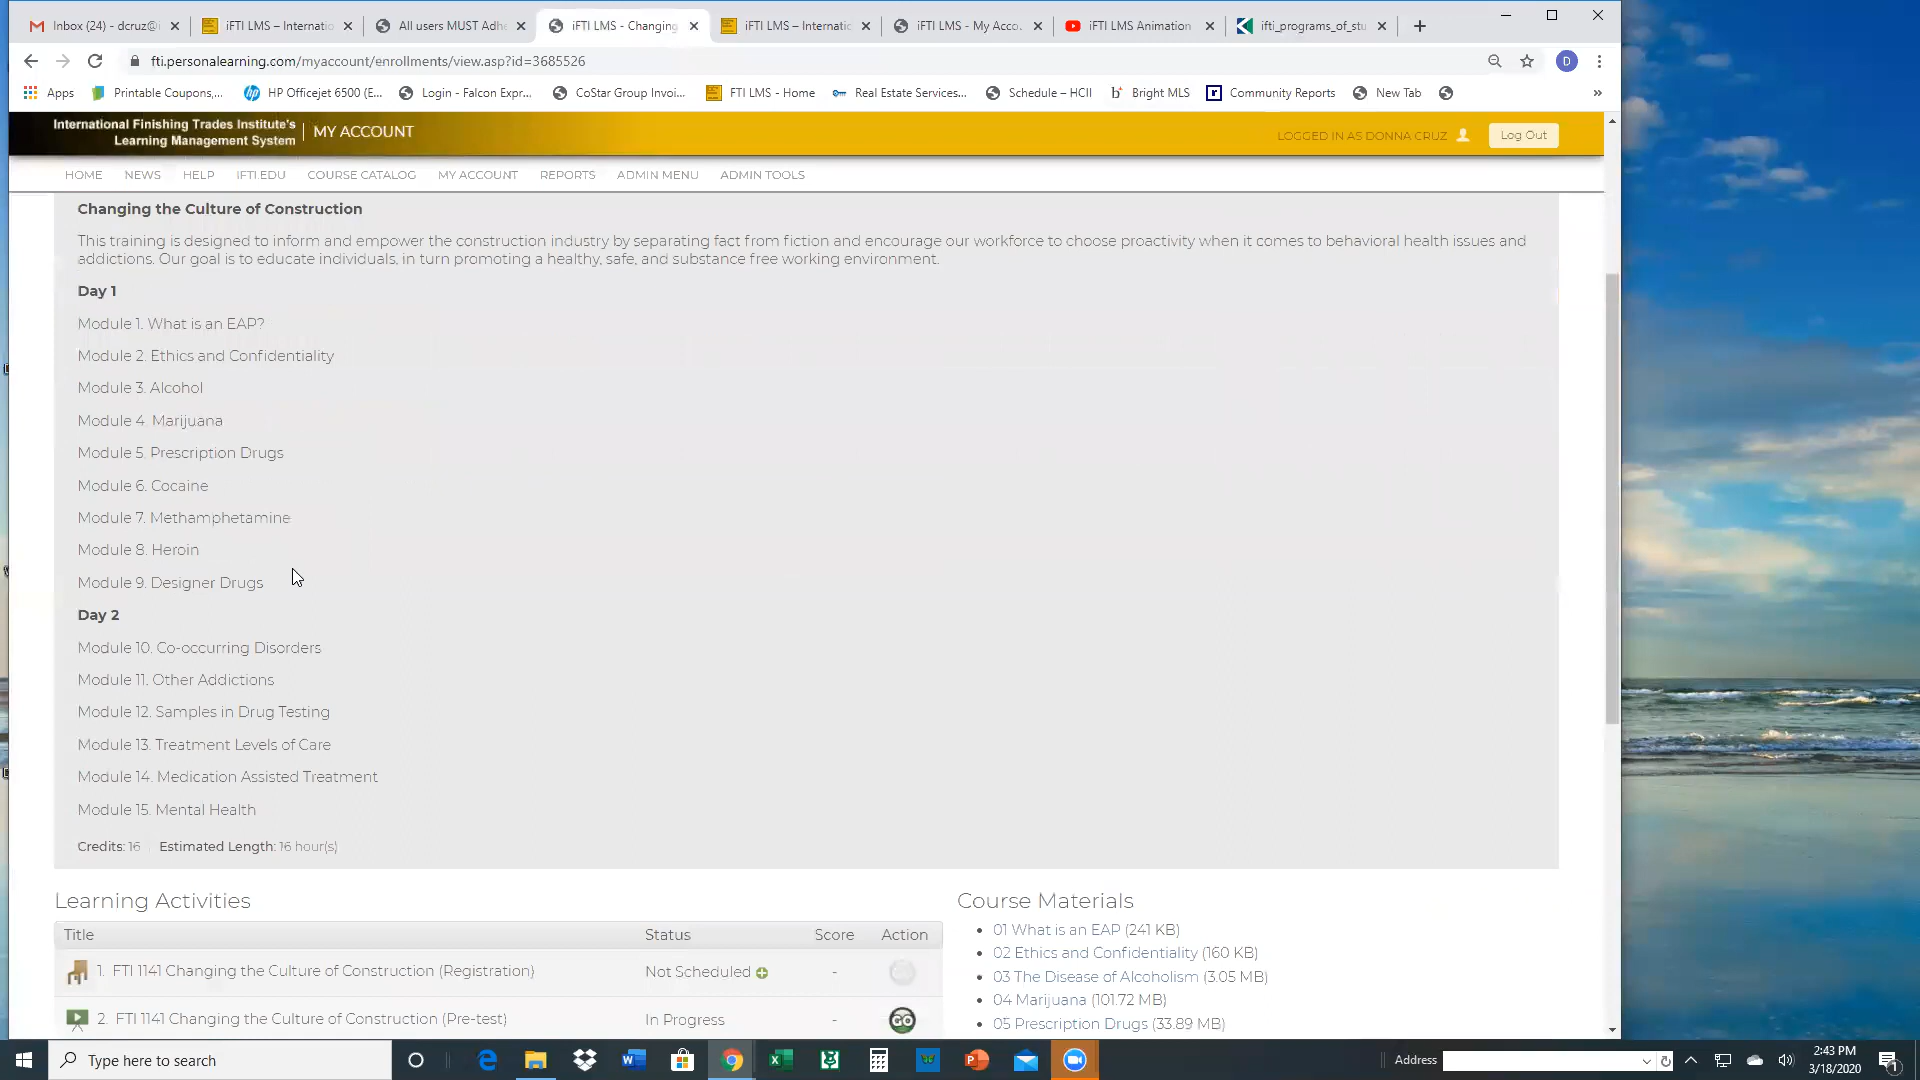 Inbox (24) - dcruz@i
iFTI LMS – Internatio
All users MUST Adhe
iFTI LMS - Changing
iFTI LMS – Internatio
iFTI LMS - My Acco
iFTI LMS Animation
ifti_programs_of_stu
fti.personalearning.com/myaccount/enrollments/view.asp?id=3685526
D
Apps
Printable Coupons,...
HP Officejet 6500 (E...
Login - Falcon Expr...
CoStar Group Invoi...
FTI LMS - Home
Real Estate Services...
Schedule – HCII
Bright MLS
Community Reports
New Tab
»
International Finishing Trades Institute's
Learning Management System
MY ACCOUNT
LOGGED IN AS DONNA CRUZ
Log Out
HOME
NEWS
HELP
IFTI.EDU
COURSE CATALOG
MY ACCOUNT
REPORTS
ADMIN MENU
ADMIN TOOLS
Changing the Culture of Construction
This training is designed to inform and empower the construction industry by separating fact from fiction and encourage our workforce to choose proactivity when it comes to behavioral health issues and
addictions. Our goal is to educate individuals, in turn promoting a healthy, safe, and substance free working environment.
Day 1
Module 1. What is an EAP?
Module 2. Ethics and Confidentiality
Module 3. Alcohol
Module 4. Marijuana
Module 5. Prescription Drugs
Module 6. Cocaine
Module 7. Methamphetamine
Module 8. Heroin
Module 9. Designer Drugs
Day 2
Module 10. Co-occurring Disorders
Module 11. Other Addictions
Module 12. Samples in Drug Testing
Module 13. Treatment Levels of Care
Module 14. Medication Assisted Treatment
Module 15. Mental Health
Credits: 16 Estimated Length: 16 hour(s)
Learning Activities
Title Status Score Action
1. FTI 1141 Changing the Culture of Construction (Registration) Not Scheduled -
2. FTI 1141 Changing the Culture of Construction (Pre-test) In Progress - GO
Course Materials
01 What is an EAP (241 KB)
02 Ethics and Confidentiality (160 KB)
03 The Disease of Alcoholism (3.05 MB)
04 Marijuana (101.72 MB)
05 Prescription Drugs (33.89 MB)
Type here to search
Address
2:43 PM
3/18/2020
1